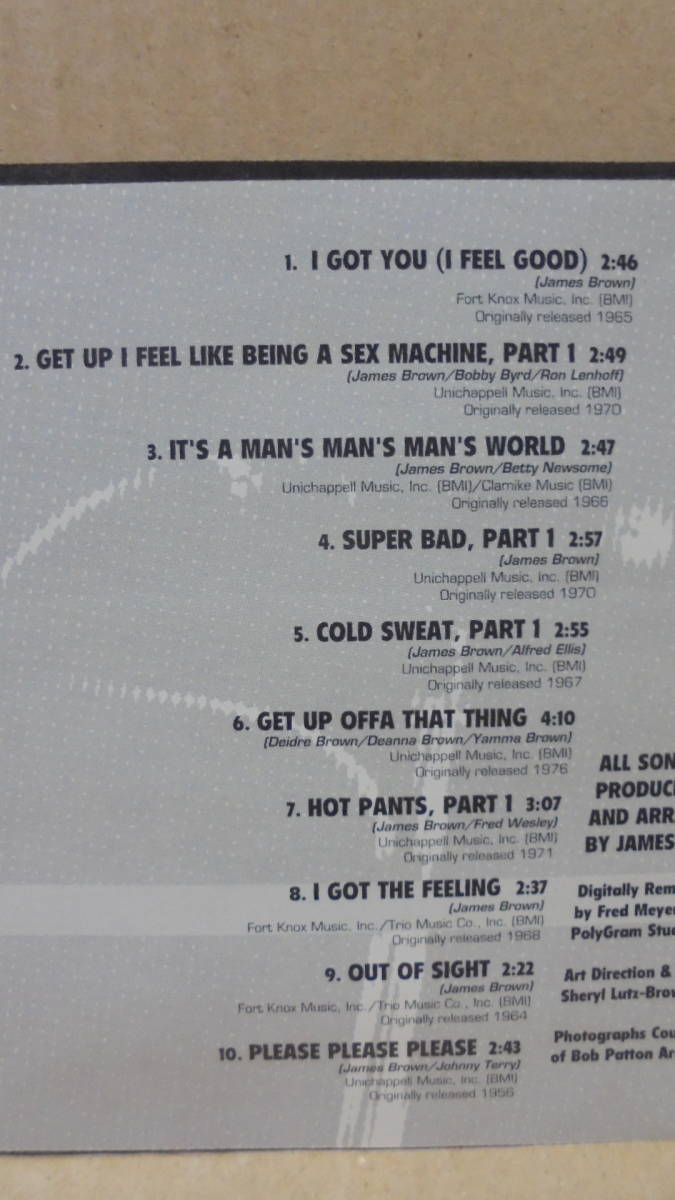 1. I GOT YOU (I FEEL GOOD) 2:46
(James Brown)
Fort Knox Music, Inc. (BMI)
Originally released 1965
2. GET UP I FEEL LIKE BEING A SEX MACHINE, PART 1 2:49
(James Brown/Bobby Byrd/Ron Lenhoff)
Unichappell Music, Inc. (BMI)
Originally released 1970
3. IT'S A MAN'S MAN'S MAN'S WORLD 2:47
(James Brown/Betty Newsome)
Unichappell Music, Inc. (BMI)/Clamike Music (BMI)
Originally released 1966
4. SUPER BAD, PART 1 2:57
(James Brown)
Unichappell Music, Inc. (BMI)
Originally released 1970
5. COLD SWEAT, PART 1 2:55
(James Brown/Alfred Ellis)
Unichappell Music, Inc. (BMI)
Originally released 1967
6. GET UP OFFA THAT THING 4:10
(Deidre Brown/Deanna Brown/Yamma Brown)
Unichappell Music, Inc. (BMI)
Originally released 1976
7. HOT PANTS, PART 1 3:07
(James Brown/Fred Wesley)
Unichappell Music, Inc. (BMI)
Originally released 1971
8. I GOT THE FEELING 2:37
(James Brown)
Fort Knox Music, Inc./Trio Music Co., Inc. (BMI)
Originally released 1968
9. OUT OF SIGHT 2:22
(James Brown)
Fort Knox Music, Inc./Trio Music Co., Inc. (BMI)
Originally released 1964
10. PLEASE PLEASE PLEASE 2:43
(James Brown/Johnny Terry)
Unichappell Music, Inc. (BMI)
Originally released 1956
ALL SON
PRODUC
AND ARR
BY JAMES
Digitally Rem
by Fred Meye
PolyGram Stu
Art Direction &
Sheryl Lutz-Brow
Photographs Cou
of Bob Patton Ar